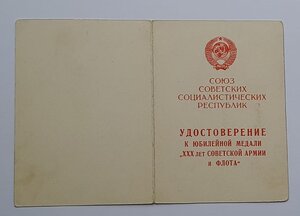 СОЮЗ
СОВЕТСКИХ
СОЦИАЛИСТИЧЕСКИХ
РЕСПУБЛИК
УДОСТОВЕРЕНИЕ
К ЮБИЛЕЙНОЙ МЕДАЛИ
„XXX лет СОВЕТСКОЙ АРМИИ
и ФЛОТА“